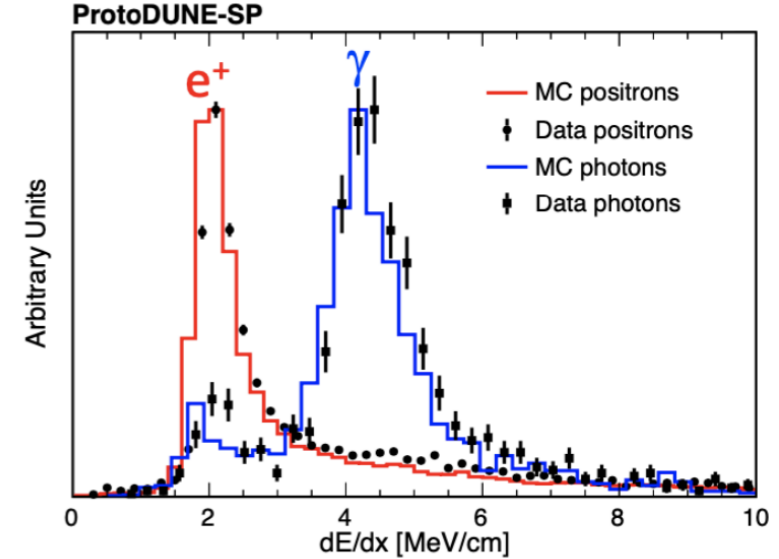 ProtoDUNE-SP
e+
γ
MC positrons
Data positrons
MC photons
Data photons
Arbitrary Units
0 2 4 6 8 10
dE/dx [MeV/cm]